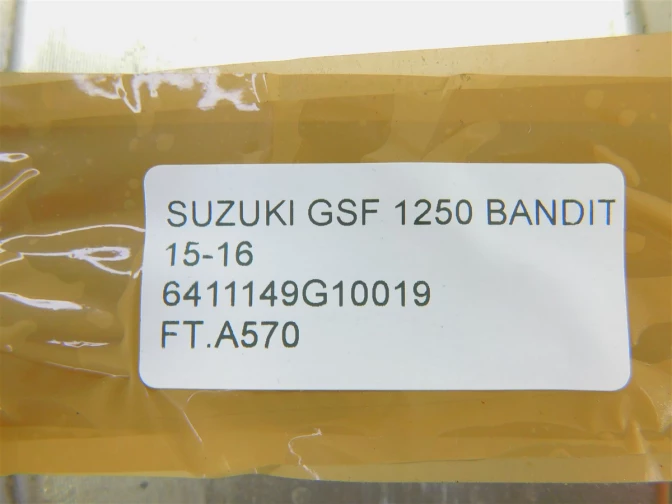 SUZUKI GSF 1250 BANDIT
15-16
6411149G10019
FT.A570